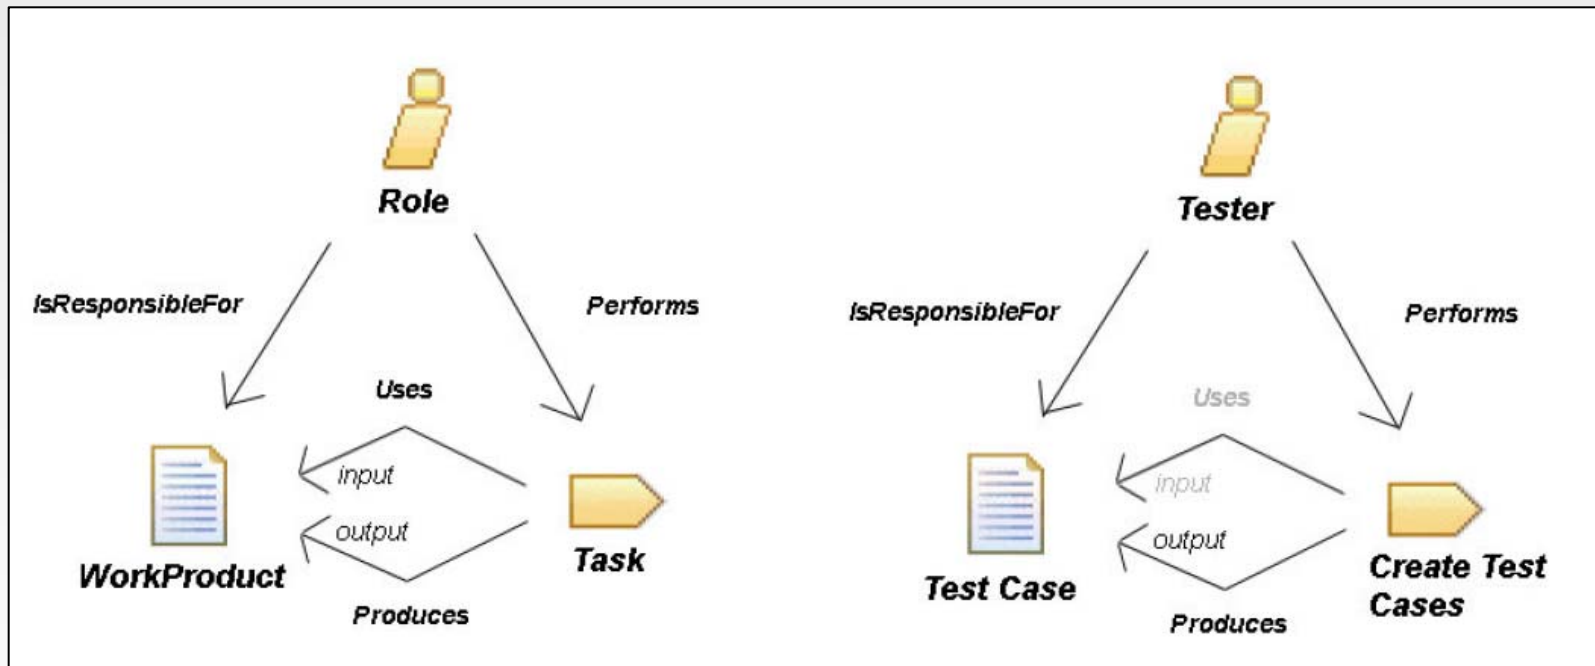 Role
IsResponsibleFor
Performs
Uses
input
output
WorkProduct
Task
Produces
Tester
IsResponsibleFor
Performs
Uses
input
output
Test Case
Create Test
Cases
Produces